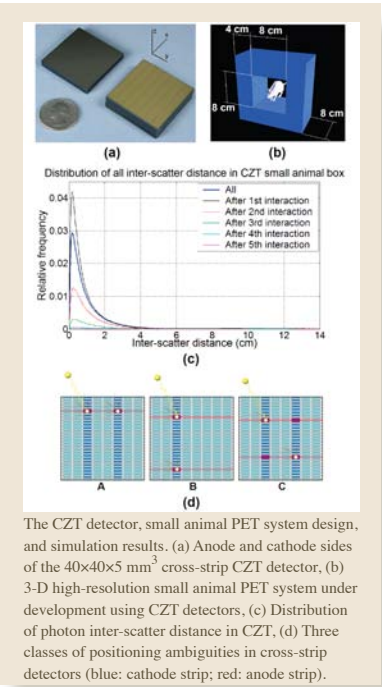 4 cm 8 cm
8 cm
8 cm
(a)
(b)
Distribution of all inter-scatter distance in CZT small animal box
Relative frequency
0.04
0.03
0.02
0.01
0
All
After 1st interaction
After 2nd interaction
After 3rd interaction
After 4th interaction
After 5th interaction
0 2 4 6 8 10 12 14
Inter-scatter distance (cm)
(c)
A B C
(d)
The CZT detector, small animal PET system design,
and simulation results. (a) Anode and cathode sides
of the 40×40×5 mm³ cross-strip CZT detector, (b)
3-D high-resolution small animal PET system under
development using CZT detectors, (c) Distribution
of photon inter-scatter distance in CZT, (d) Three
classes of positioning ambiguities in cross-strip
detectors (blue: cathode strip; red: anode strip).